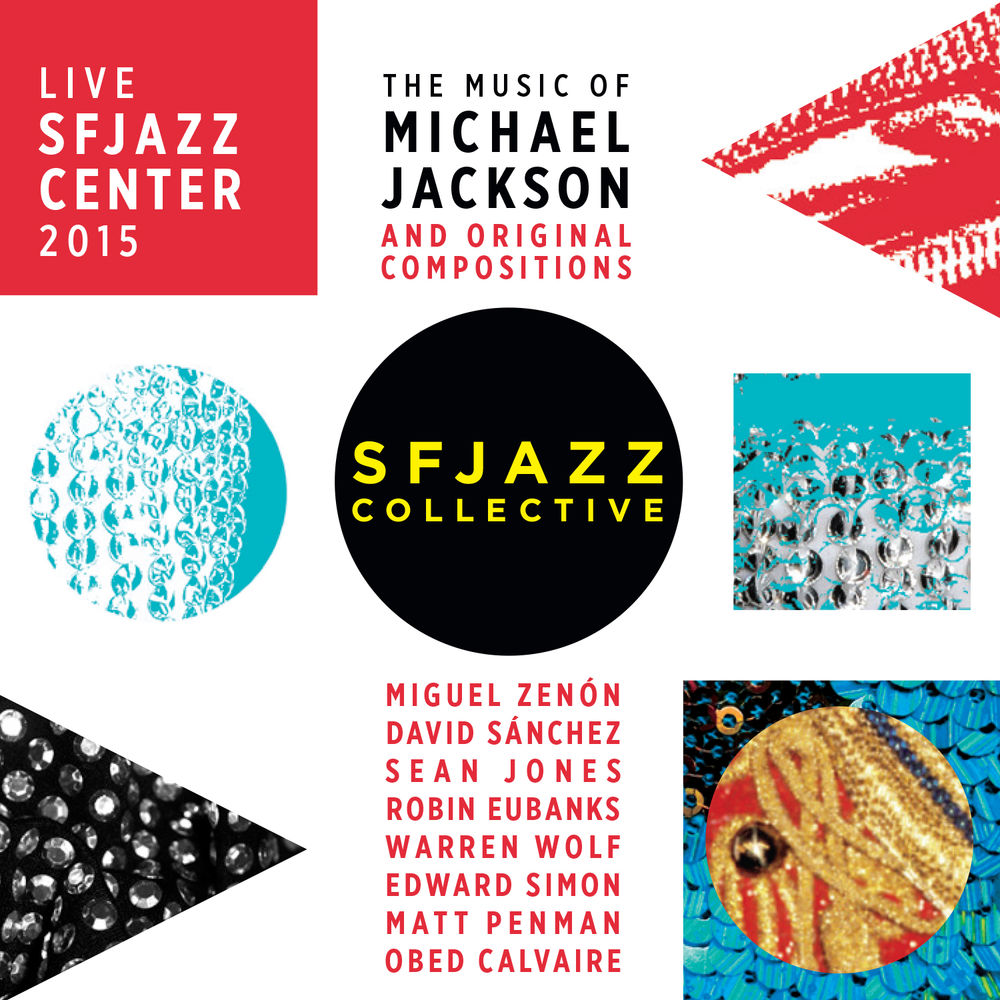 LIVE
SFJAZZ
CENTER
2015
THE MUSIC OF
MICHAEL
JACKSON
AND ORIGINAL
COMPOSITIONS
SFJAZZ
COLLECTIVE
MIGUEL ZENÓN
DAVID SÁNCHEZ
SEAN JONES
ROBIN EUBANKS
WARREN WOLF
EDWARD SIMON
MATT PENMAN
OBED CALVAIRE